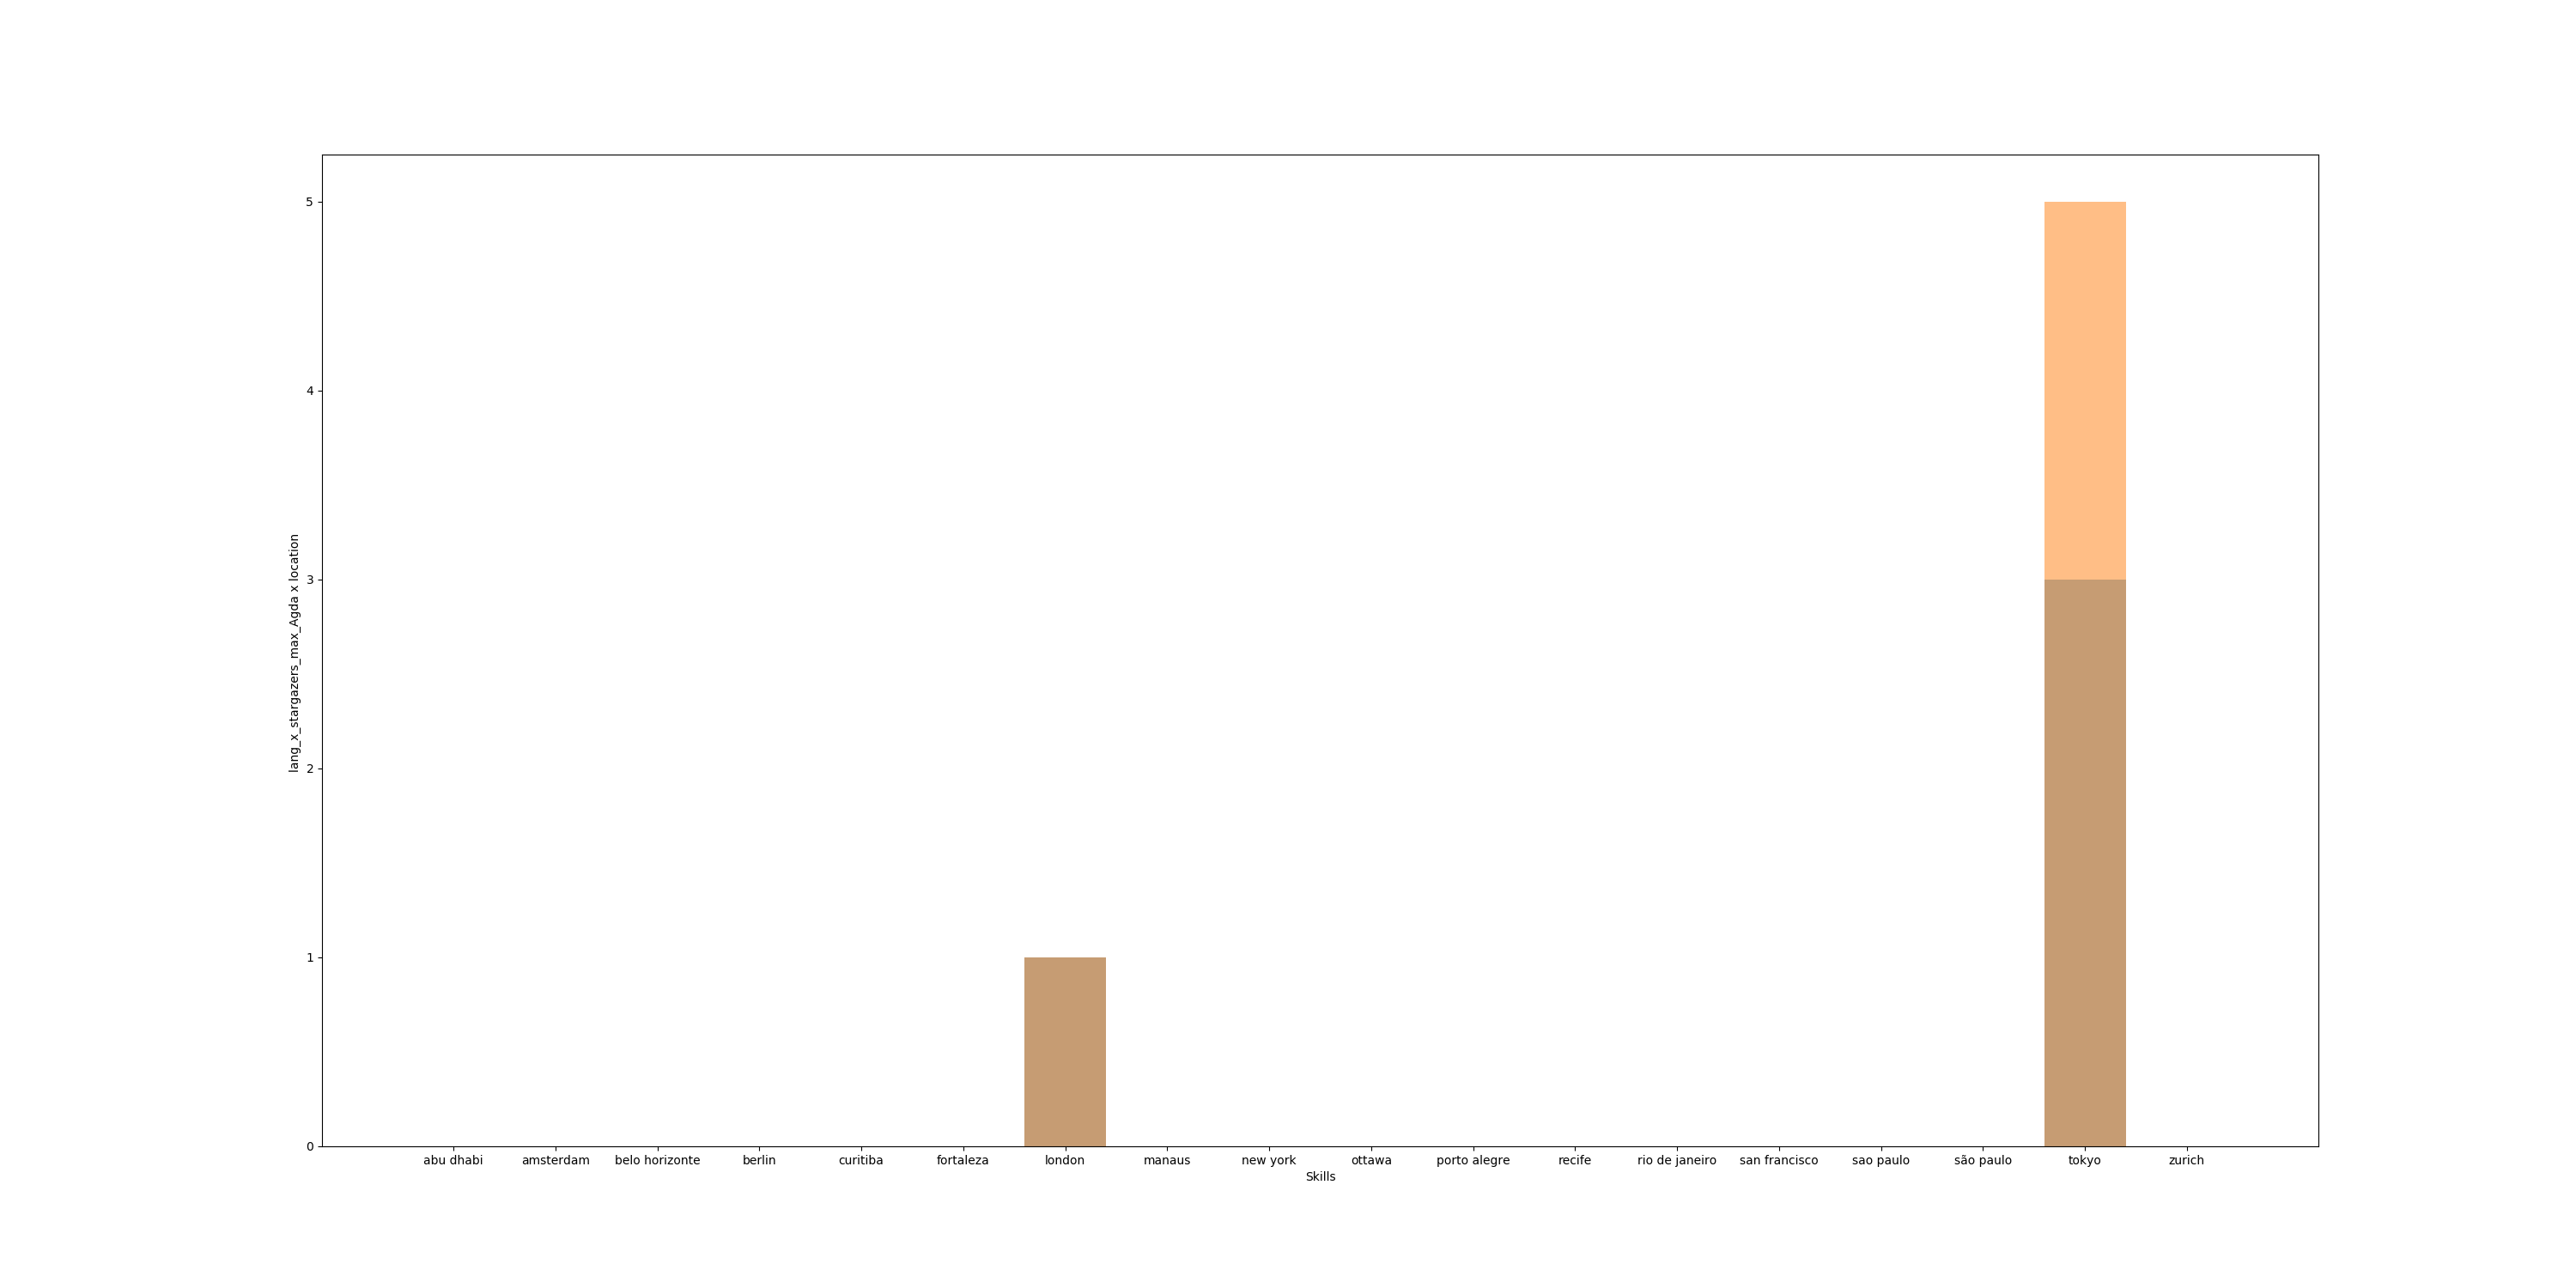 5
4
3
2
1
0
lang_x_stargazers_max_Agda x location
abu dhabi amsterdam belo horizonte berlin curitiba fortaleza london manaus new york ottawa porto alegre recife rio de janeiro san francisco sao paulo são paulo tokyo zurich
Skills